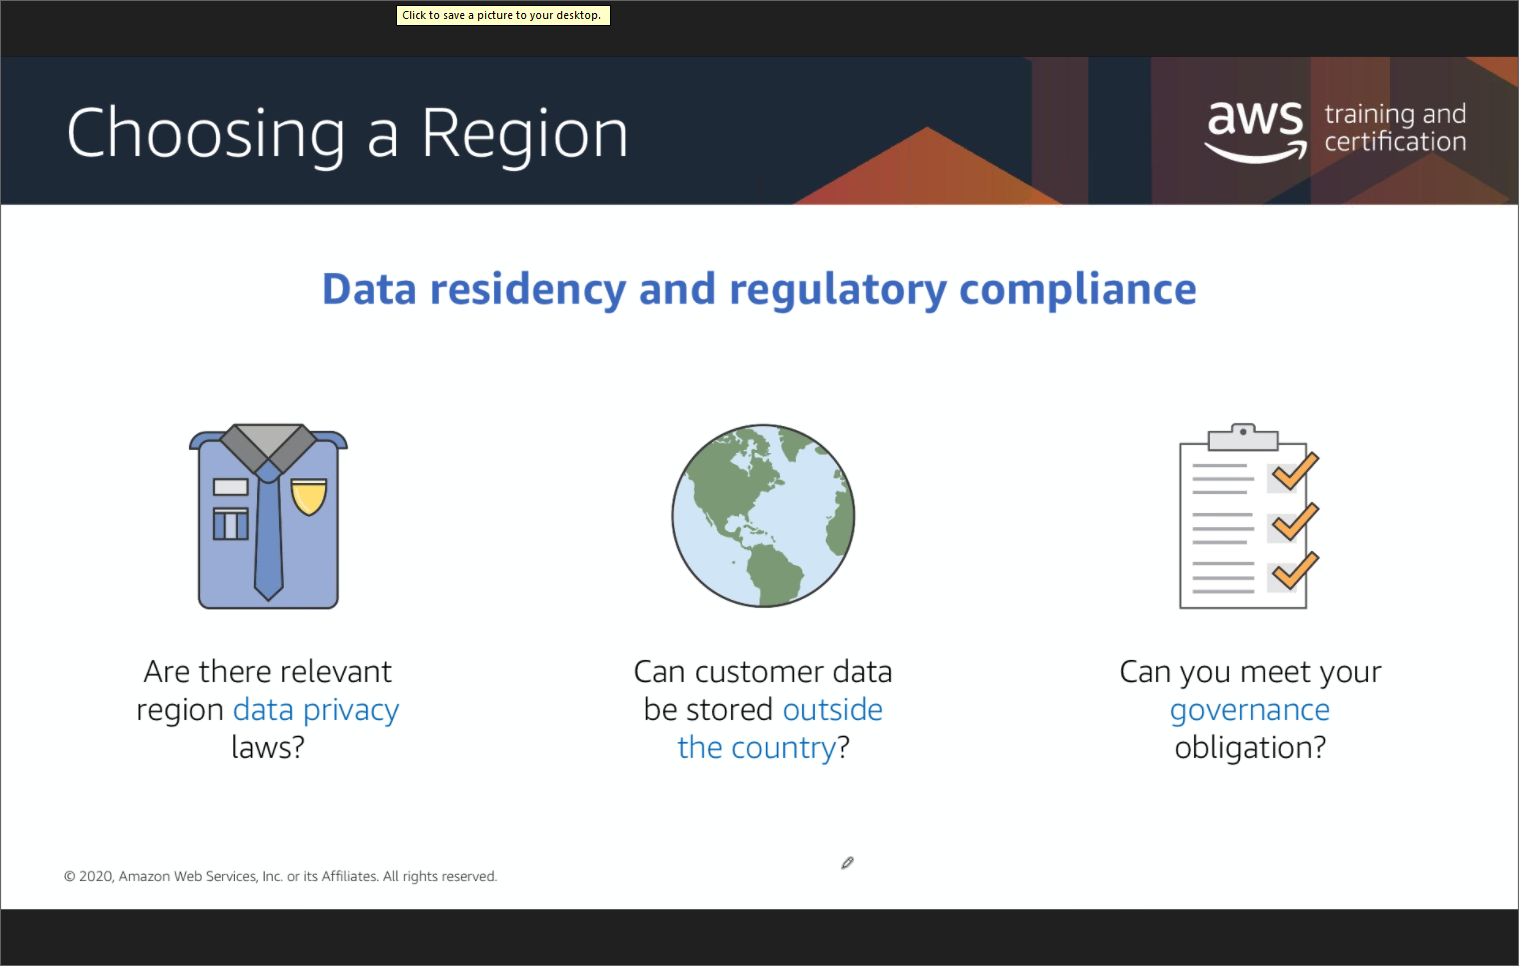 Click to save a picture to your desktop.
Choosing a Region
aws training and
certification
Data residency and regulatory compliance
Are there relevant
region data privacy
laws?
Can customer data
be stored outside
the country?
Can you meet your
governance
obligation?
© 2020, Amazon Web Services, Inc. or its Affiliates. All rights reserved.